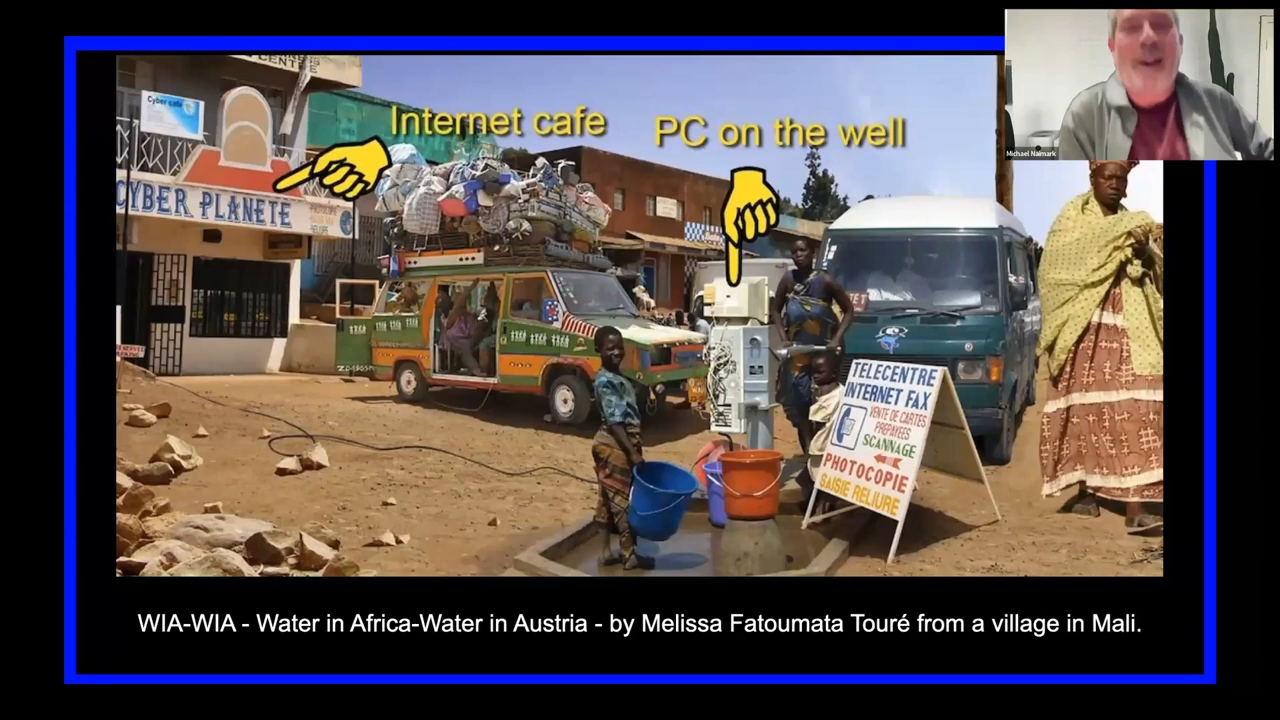 CENTRE
Cyber café
CYBER PLANETE
Internet cafe
PC on the well
TELECENTRE
INTERNET FAX
VENTE DE CARTES
PREPAYEES
SCANNAGE
PHOTOCOPIE
SAISIE RELIURE
Michael Naimark
WIA-WIA - Water in Africa-Water in Austria - by Melissa Fatoumata Touré from a village in Mali.